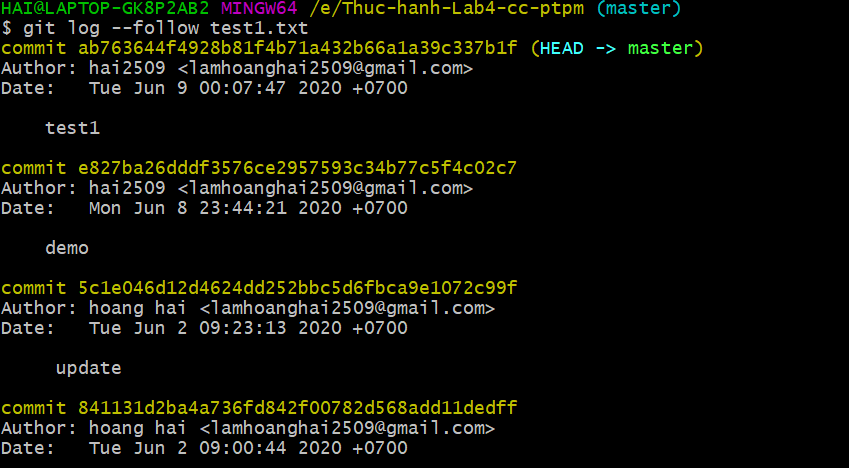 HAI@LAPTOP-GK8P2AB2 MINGW64 /e/Thuc-hanh-Lab4-cc-ptpm (master)
$ git log --follow test1.txt
commit ab763644f4928b81f4b71a432b66a1a39c337b1f (HEAD -> master)
Author: hai2509 <lamhoanghai2509@gmail.com>
Date:   Tue Jun 9 00:07:47 2020 +0700

    test1

commit e827ba26dddf3576ce2957593c34b77c5f4c02c7
Author: hai2509 <lamhoanghai2509@gmail.com>
Date:   Mon Jun 8 23:44:21 2020 +0700

    demo

commit 5c1e046d12d4624dd252bbc5d6fbca9e1072c99f
Author: hoang hai <lamhoanghai2509@gmail.com>
Date:   Tue Jun 2 09:23:13 2020 +0700

     update

commit 841131d2ba4a736fd842f00782d568add11dedff
Author: hoang hai <lamhoanghai2509@gmail.com>
Date:   Tue Jun 2 09:00:44 2020 +0700